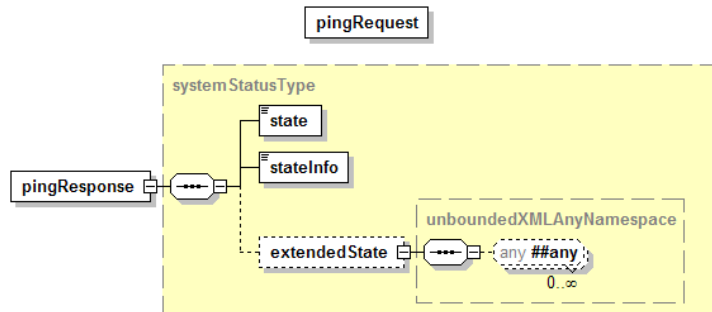 pingRequest
systemStatusType
state
stateInfo
pingResponse
unboundedXMLAnyNamespace
extendedState
any ##any
0..∞